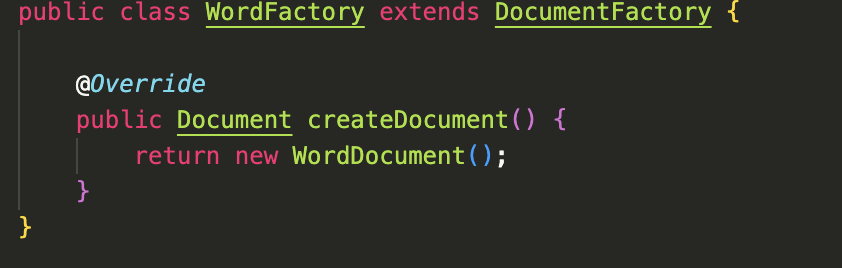 public class WordFactory extends DocumentFactory {
@Override
public Document createDocument() {
return new WordDocument();
}
}